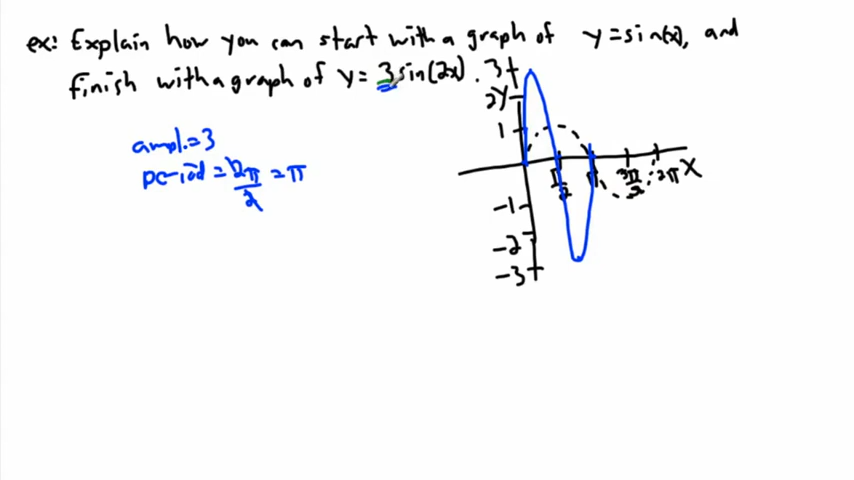 ex: Explain how you can start with a graph of y=sin(x), and
finish with a graph of y= 3sin(2x).
ampl.=3
period = 2π/2 = π
3
2 y
1
-1
-2
-3
π/2 π 3π/2 2π x